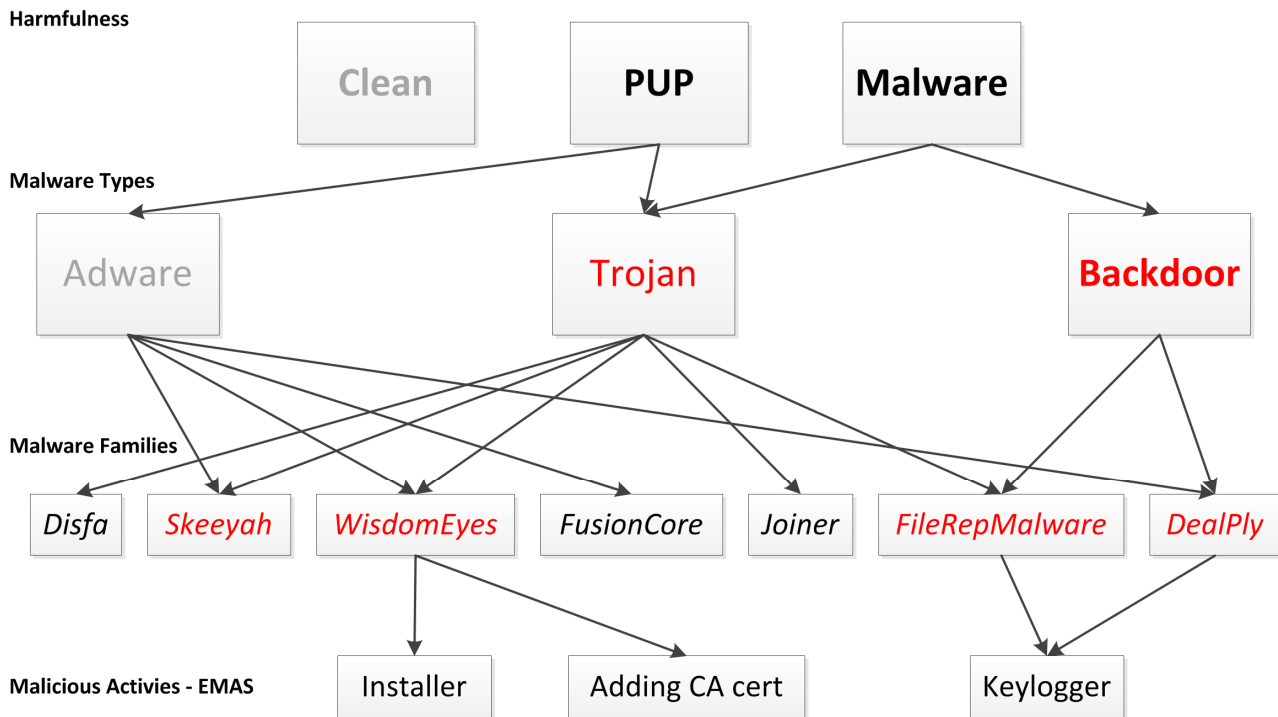 Harmfulness
Clean
PUP
Malware
Malware Types
Adware
Trojan
Backdoor
Malware Families
Disfa
Skeeyah
WisdomEyes
FusionCore
Joiner
FileRepMalware
DealPly
Malicious Activies - EMAS
Installer
Adding CA cert
Keylogger